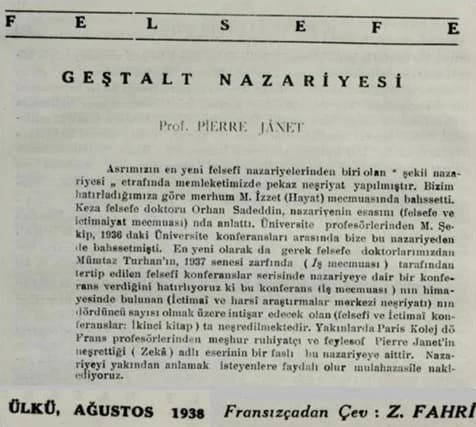 F E L S E F E
GEŞTALT NAZARİYESİ
Prof. PİERRE JÂNET
Asrımızın en yeni felsefî nazariyelerinden biri olan " şekil naza-
riyesi „ etrafında memleketimizde pekaz neşriyat yapılmıştır. Bizim
hatırladığımıza göre merhum M. İzzet (Hayat) mecmuasında bahssetti.
Keza felsefe doktoru Orhan Sadeddin, nazariyenin esasını (felsefe ve
ictimaiyat mecmuası) nda anlattı. Üniversite profesörlerinden M. Şe-
kip, 1936 daki Üniversite konferansları arasında bize bu nazariyeden
de bahsetmişti. En yeni olarak da gerek felsefe doktorlarımızdan
Mümtaz Turhan'ın, 1937 senesi zarfında ( İş mecmuası ) tarafından
tertip edilen felsefî konferanslar serisinde nazariyeye dair bir konfe-
rans verdiğini hatırlıyoruz ki bu konferans (İş mecmuası ) nın hima-
yesinde bulunan (İctimaî ve harsî araştırmalar merkezi neşriyatı) nın
dördüncü sayısı olmak üzere intişar edecek olan (felsefî ve İctimaî kon-
feranslar: İkinci kitap) ta neşredilmektedir. Yakınlarda Paris Kolej dö
Frans profesörlerinden meşhur ruhiyatçı ve feylesof Pierre Janet'in
neşrettiği ( Zekâ ) adlı eserinin bir faslı bu nazariyeye aittir. Naza-
riyeyi yakından anlamak isteyenlere faydalı olur mulahazasile nakl-
ediyoruz.
ÜLKÜ, AĞUSTOS 1938 Fransızçadan Çev : Z. FAHRİ